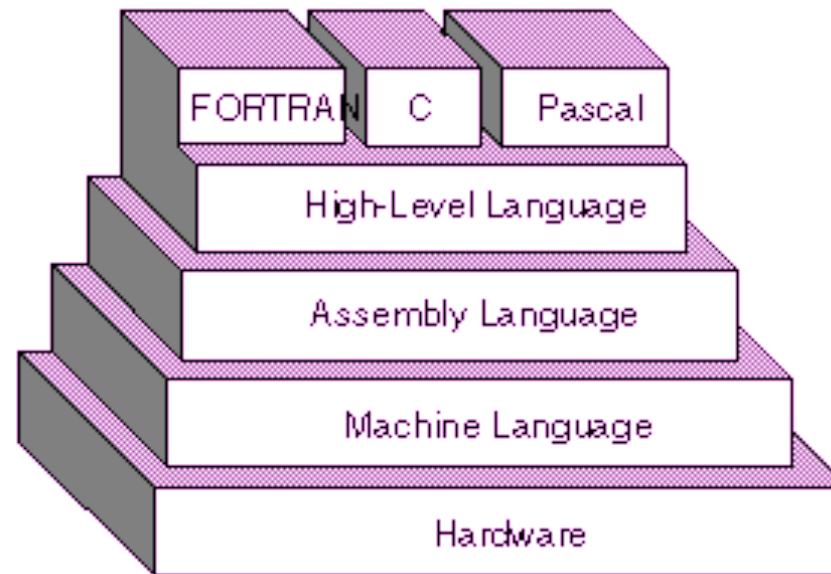 FORTRAN C Pascal
High-Level Language
Assembly Language
Machine Language
Hardware